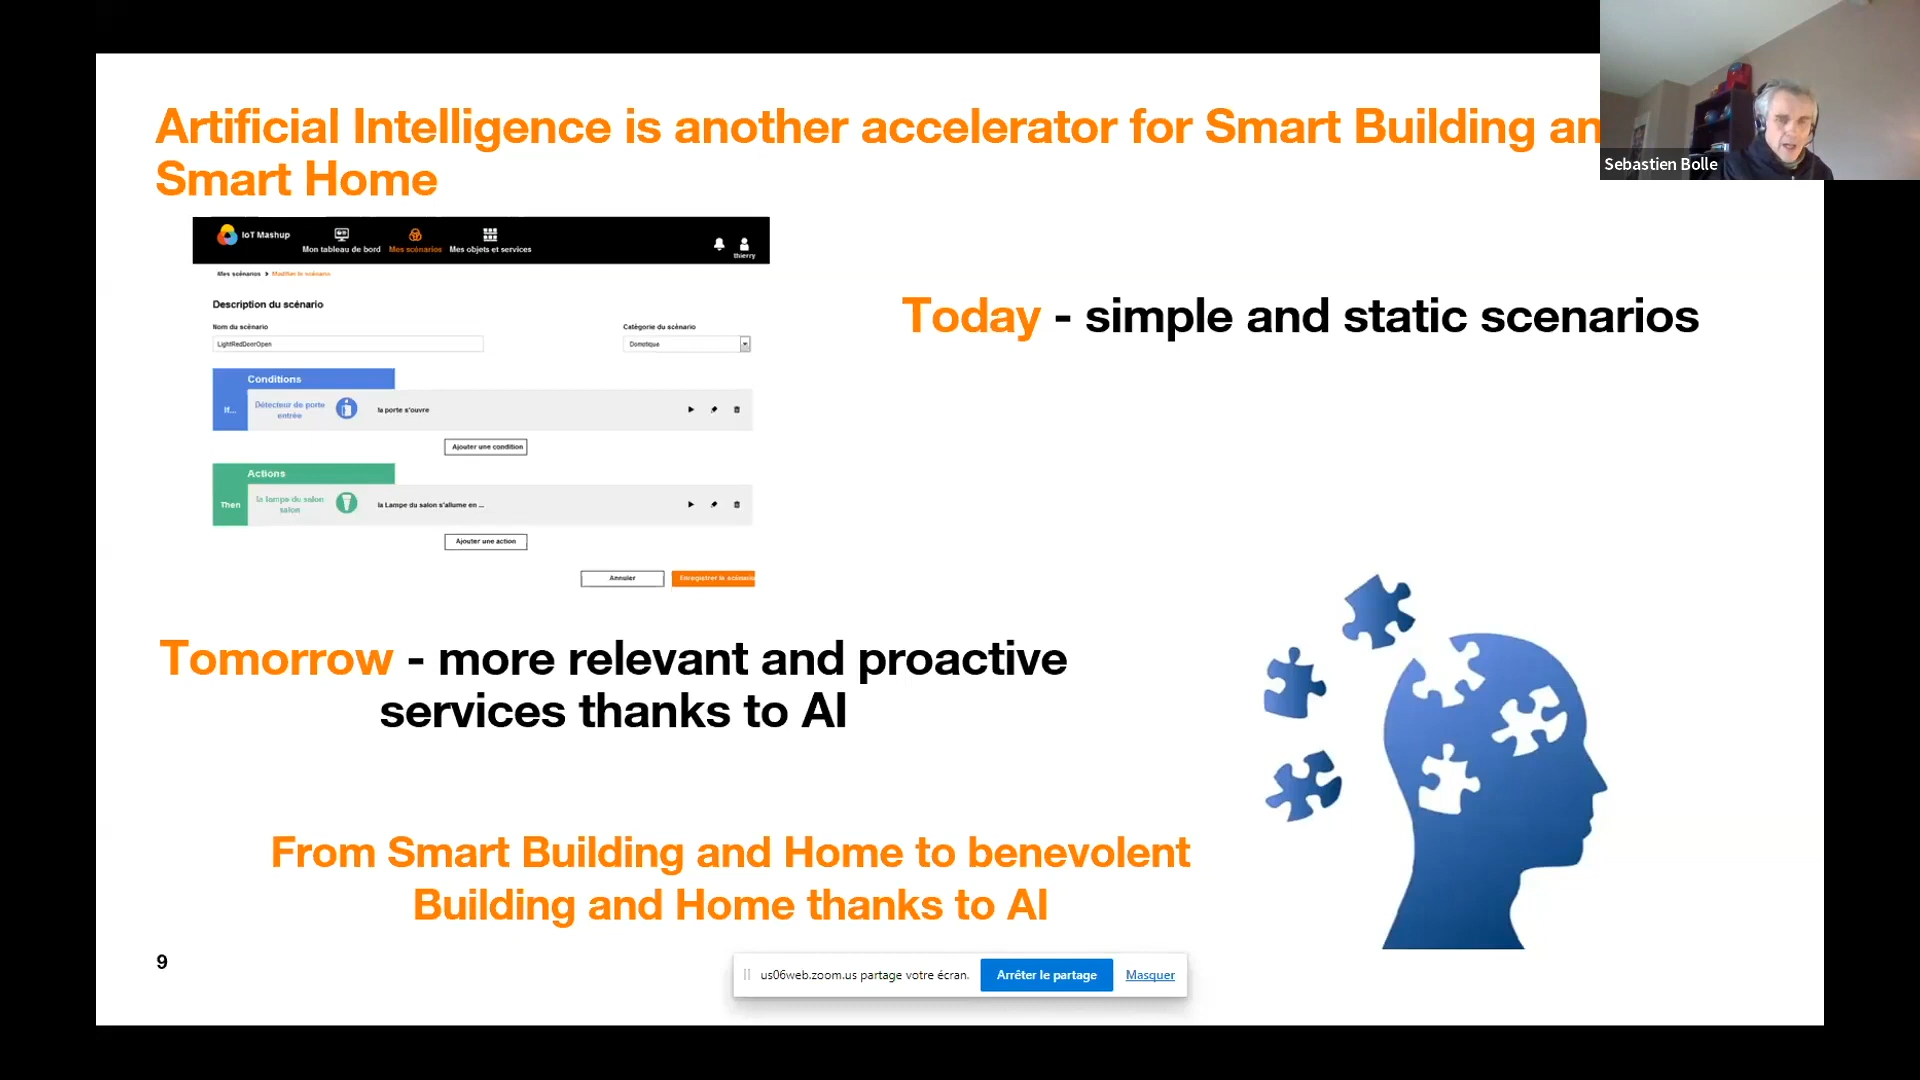 Artificial Intelligence is another accelerator for Smart Building an
Smart Home
Sebastien Bolle
IoT Mashup
Mon tableau de bord
Mes scénarios
Mes objets et services
thierry
Mes scénarios > Modifier le scénario
Description du scénario
Nom du scénario
Catégorie du scénario
LightRedDoorOpen
Domotique
Conditions
If...
Détecteur de porte
entrée
la porte s'ouvre
Ajouter une condition
Actions
Then
la lampe du salon
salon
la Lampe du salon s'allume en ...
Ajouter une action
Annuler
Enregistrer le scénario
Today - simple and static scenarios
Tomorrow - more relevant and proactive
services thanks to AI
From Smart Building and Home to benevolent
Building and Home thanks to AI
9
us06web.zoom.us partage votre écran.
Arrêter le partage
Masquer